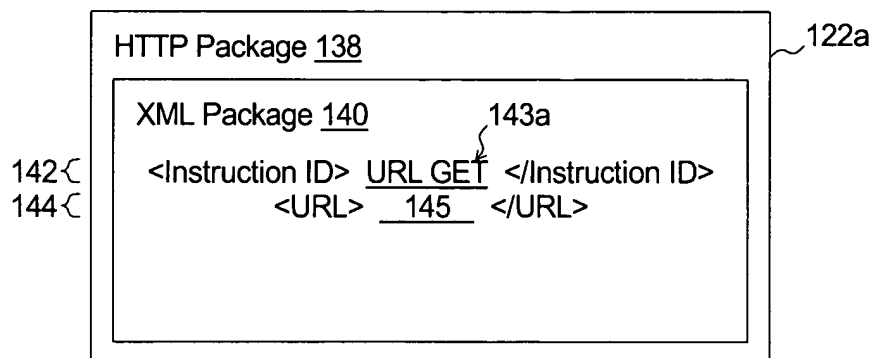 HTTP Package 138
122a
XML Package 140
143a
142 { <Instruction ID> URL GET </Instruction ID>
144 { <URL> 145 </URL>